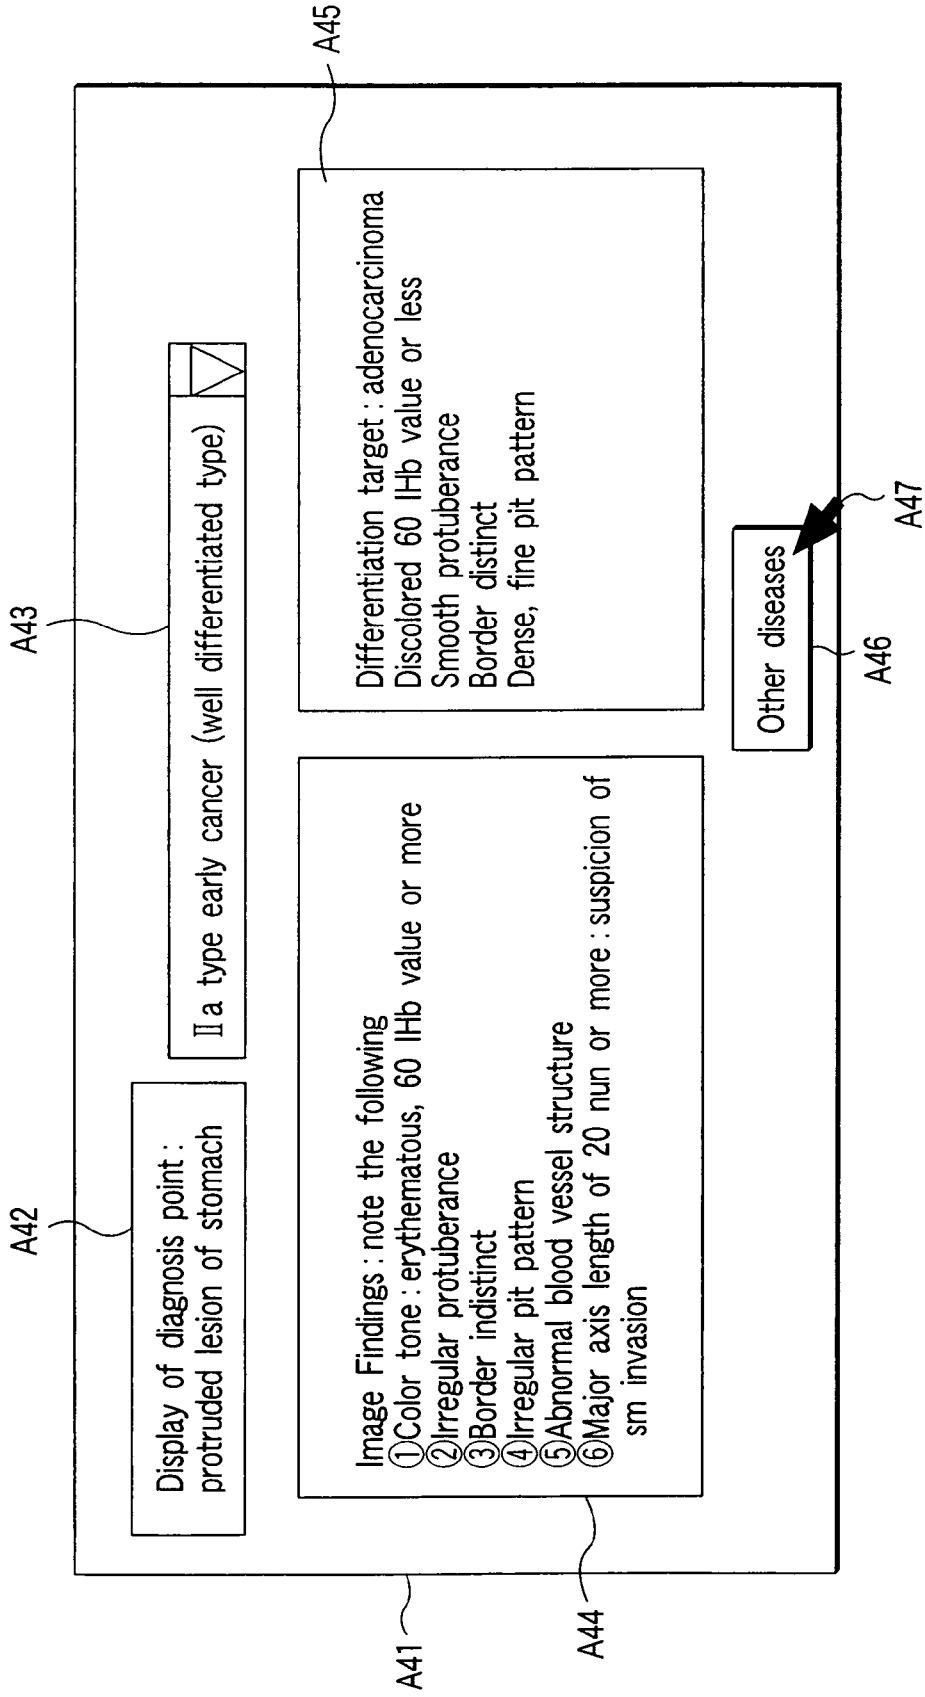 A42
A43
A45
Display of diagnosis point :
protruded lesion of stomach
Ⅱa type early cancer (well differentiated type)
Image Findings : note the following
①Color tone : erythematous, 60 IHb value or more
②Irregular protuberance
③Border indistinct
④Irregular pit pattern
⑤Abnormal blood vessel structure
⑥Major axis length of 20 nun or more : suspicion of
sm invasion
Differentiation target : adenocarcinoma
Discolored 60 IHb value or less
Smooth protuberance
Border distinct
Dense, fine pit pattern
Other diseases
A41
A44
A46
A47